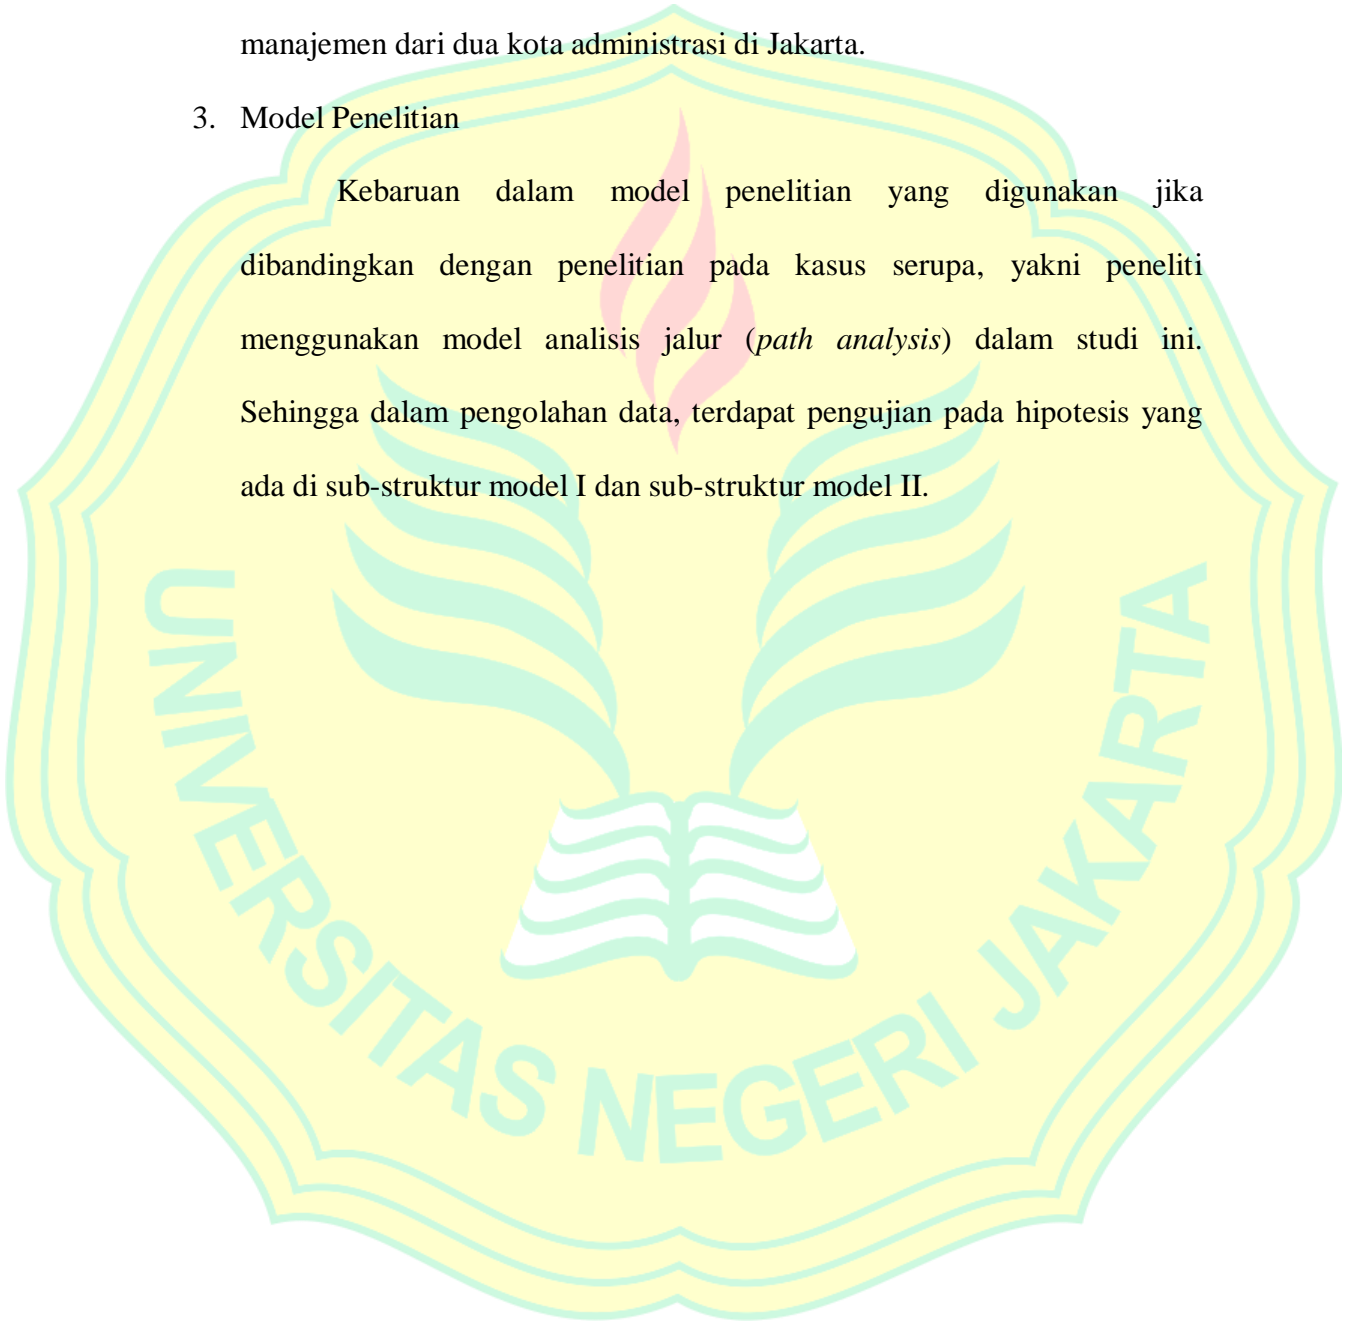 manajemen dari dua kota administrasi di Jakarta.
3. Model Penelitian
Kebaruan dalam model penelitian yang digunakan jika
dibandingkan dengan penelitian pada kasus serupa, yakni peneliti
menggunakan model analisis jalur (path analysis) dalam studi ini.
Sehingga dalam pengolahan data, terdapat pengujian pada hipotesis yang
ada di sub-struktur model I dan sub-struktur model II.
UNIVERSITAS NEGERI JAKARTA